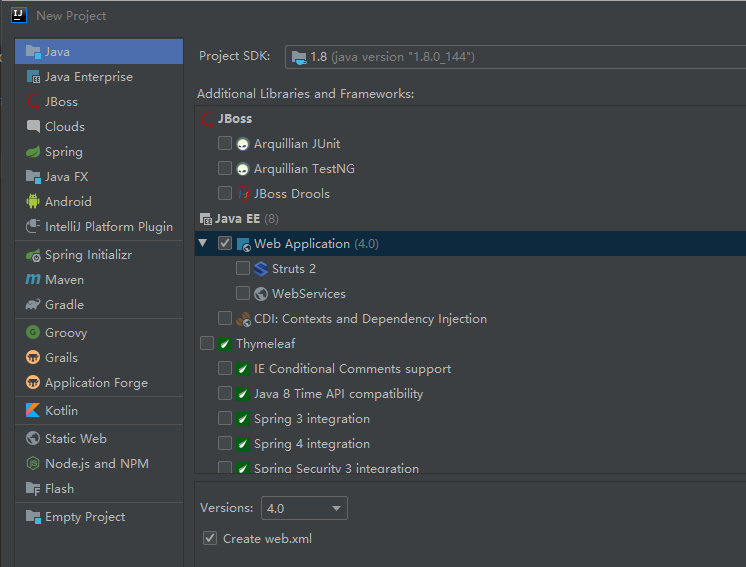 IJ New Project
Java
Java Enterprise
JBoss
Clouds
Spring
Java FX
Android
IntelliJ Platform Plugin
Spring Initializr
Maven
Gradle
Groovy
Grails
Application Forge
Kotlin
Static Web
Node.js and NPM
Flash
Empty Project
Project SDK: 1.8 (java version "1.8.0_144")
Additional Libraries and Frameworks:
JBoss
Arquillian JUnit
Arquillian TestNG
JBoss Drools
Java EE (8)
Web Application (4.0)
Struts 2
WebServices
CDI: Contexts and Dependency Injection
Thymeleaf
IE Conditional Comments support
Java 8 Time API compatibility
Spring 3 integration
Spring 4 integration
Spring Security 3 integration
Versions: 4.0
Create web.xml